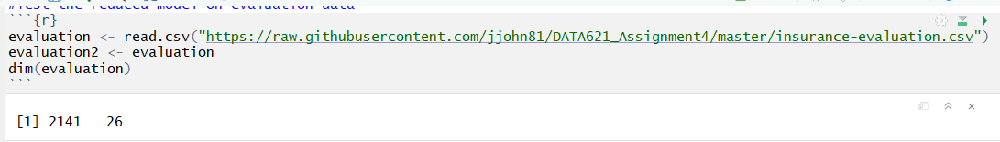 #Test the reduced model on evaluation data
```{r}
evaluation <- read.csv("https://raw.githubusercontent.com/jjohn81/DATA621_Assignment4/master/insurance-evaluation.csv")
evaluation2 <- evaluation
dim(evaluation)
```
[1] 2141   26